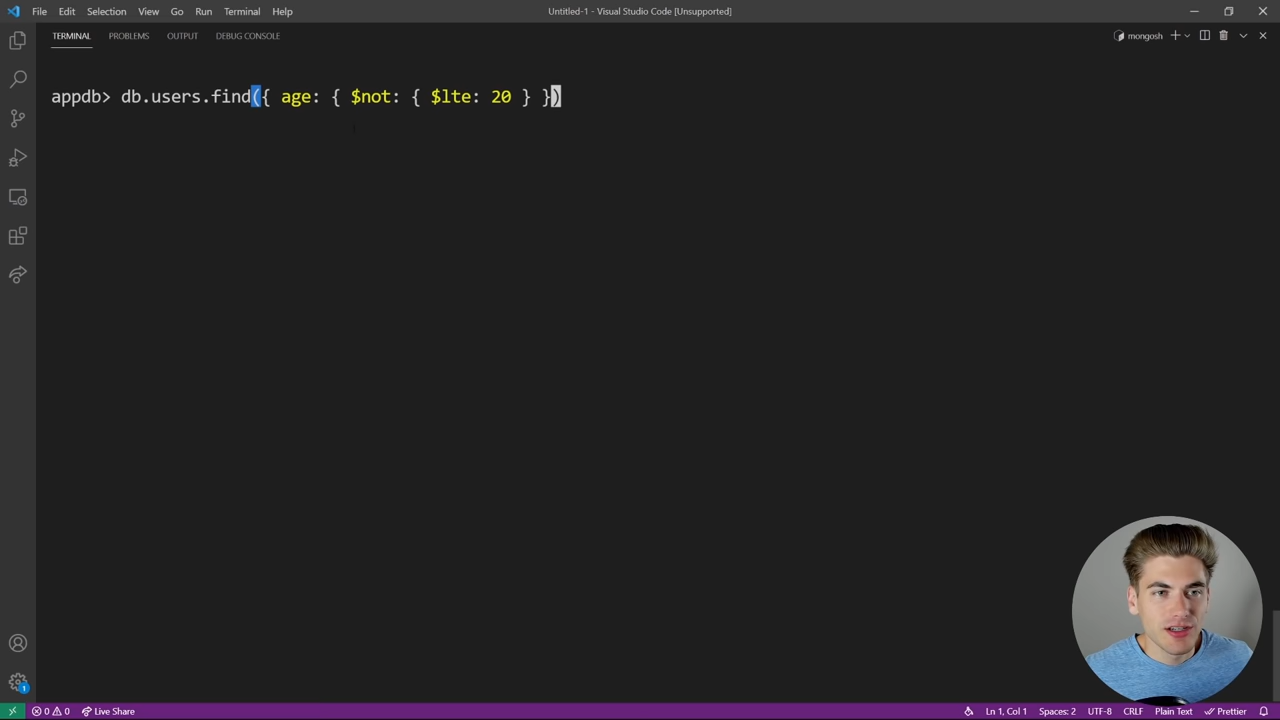 File Edit Selection View Go Run Terminal Help
Untitled-1 - Visual Studio Code [Unsupported]
TERMINAL PROBLEMS OUTPUT DEBUG CONSOLE
mongosh
appdb> db.users.find({ age: { $not: { $lte: 20 } })
1
0 0 Live Share
Ln 1, Col 1 Spaces: 2 UTF-8 CRLF Plain Text Prettier